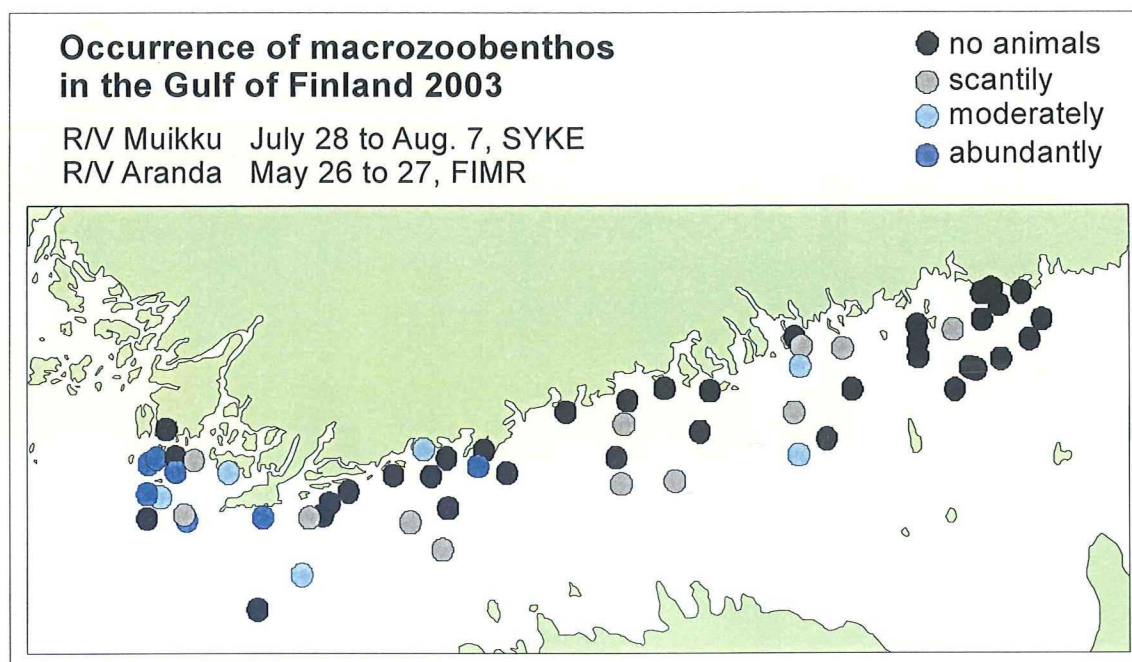 Occurrence of macrozoobenthos
in the Gulf of Finland 2003
R/V Muikku July 28 to Aug. 7, SYKE
R/V Aranda May 26 to 27, FIMR
no animals
scantily
moderately
abundantly